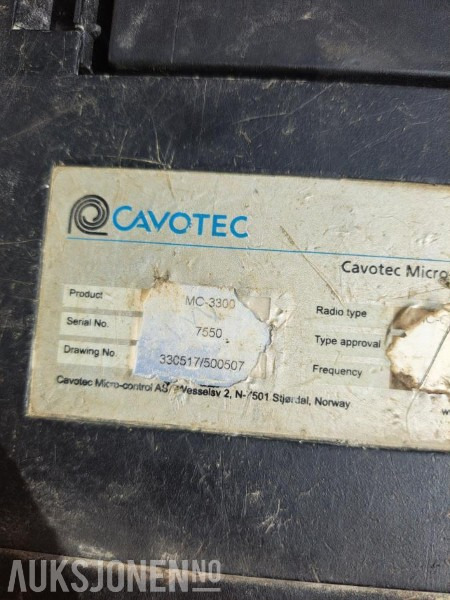 CAVOTEC
Cavotec Micro
Product MC-3300
Serial No. 7550
Drawing No. 330517/500507
Radio type
Type approval
Frequency
Cavotec Micro-control AS, Wesselsv 2, N-7501 Stjørdal, Norway
AUKSJONEN.NO